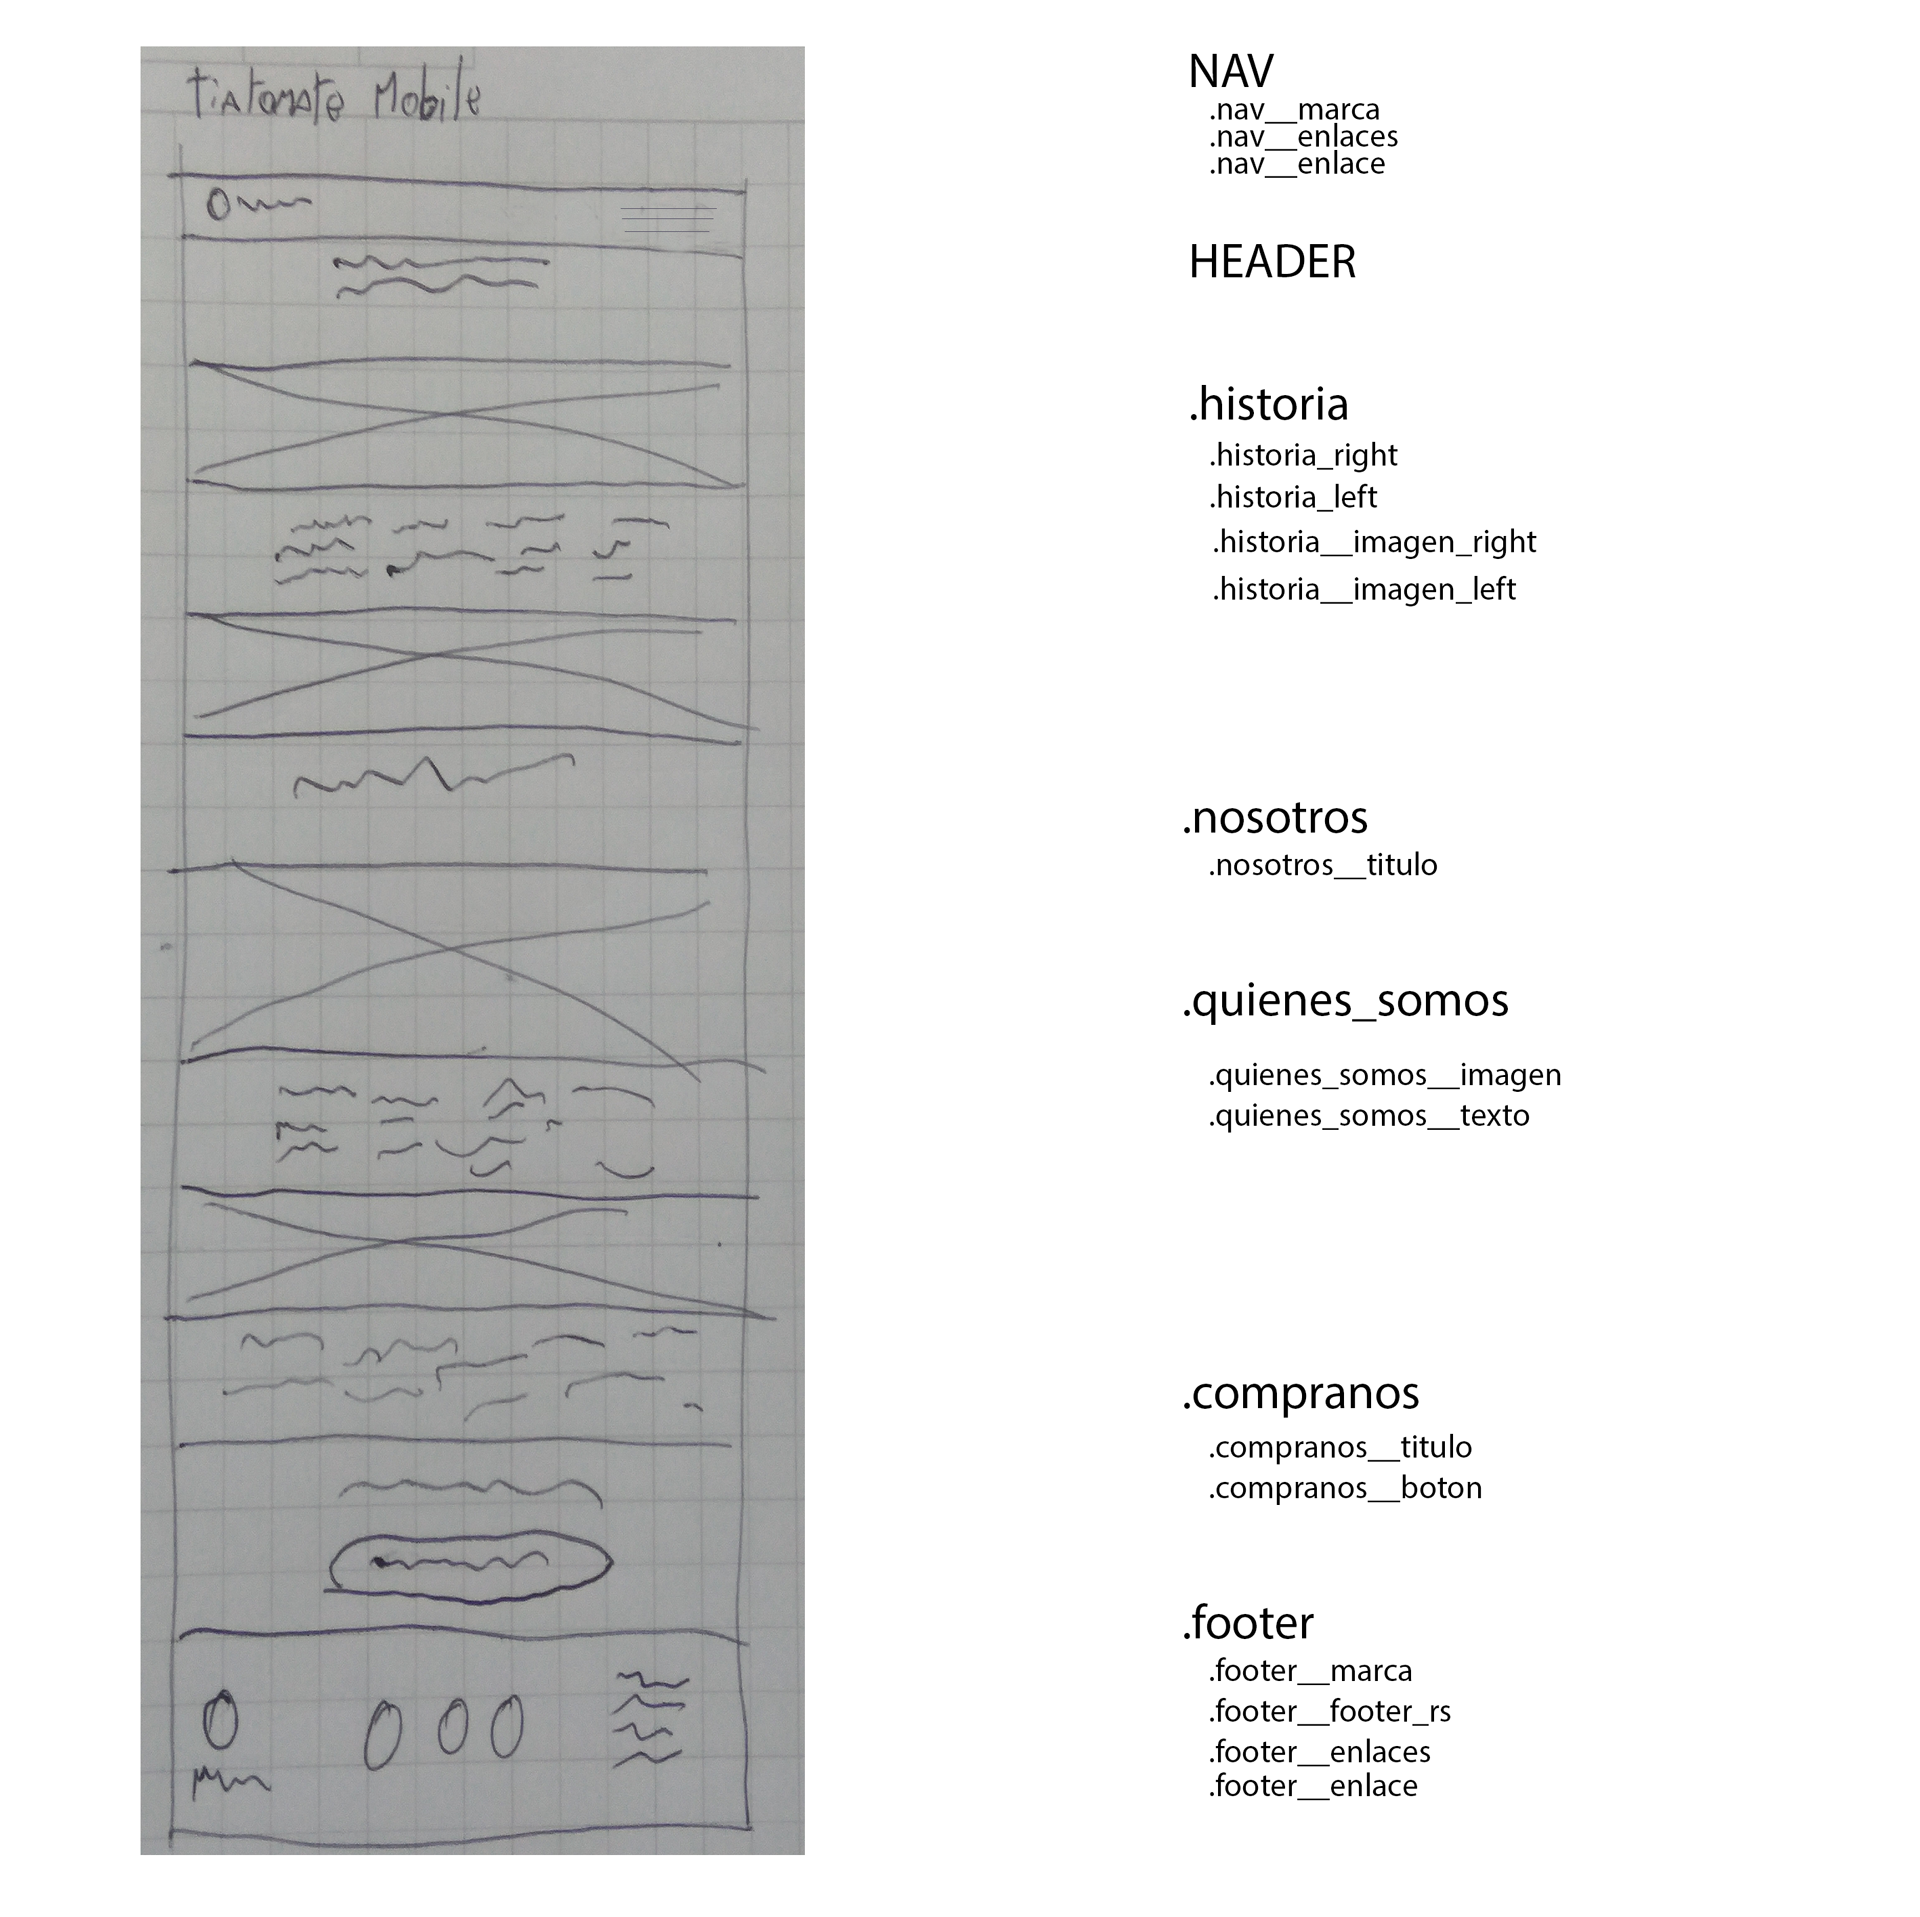 tiatomate Mobile
NAV
.nav__marca
.nav__enlaces
.nav__enlace
HEADER
.historia
.historia_right
.historia_left
.historia__imagen_right
.historia__imagen_left
.nosotros
.nosotros__titulo
.quienes_somos
.quienes_somos__imagen
.quienes_somos__texto
.compranos
.compranos__titulo
.compranos__boton
.footer
.footer__marca
.footer__footer_rs
.footer__enlaces
.footer__enlace